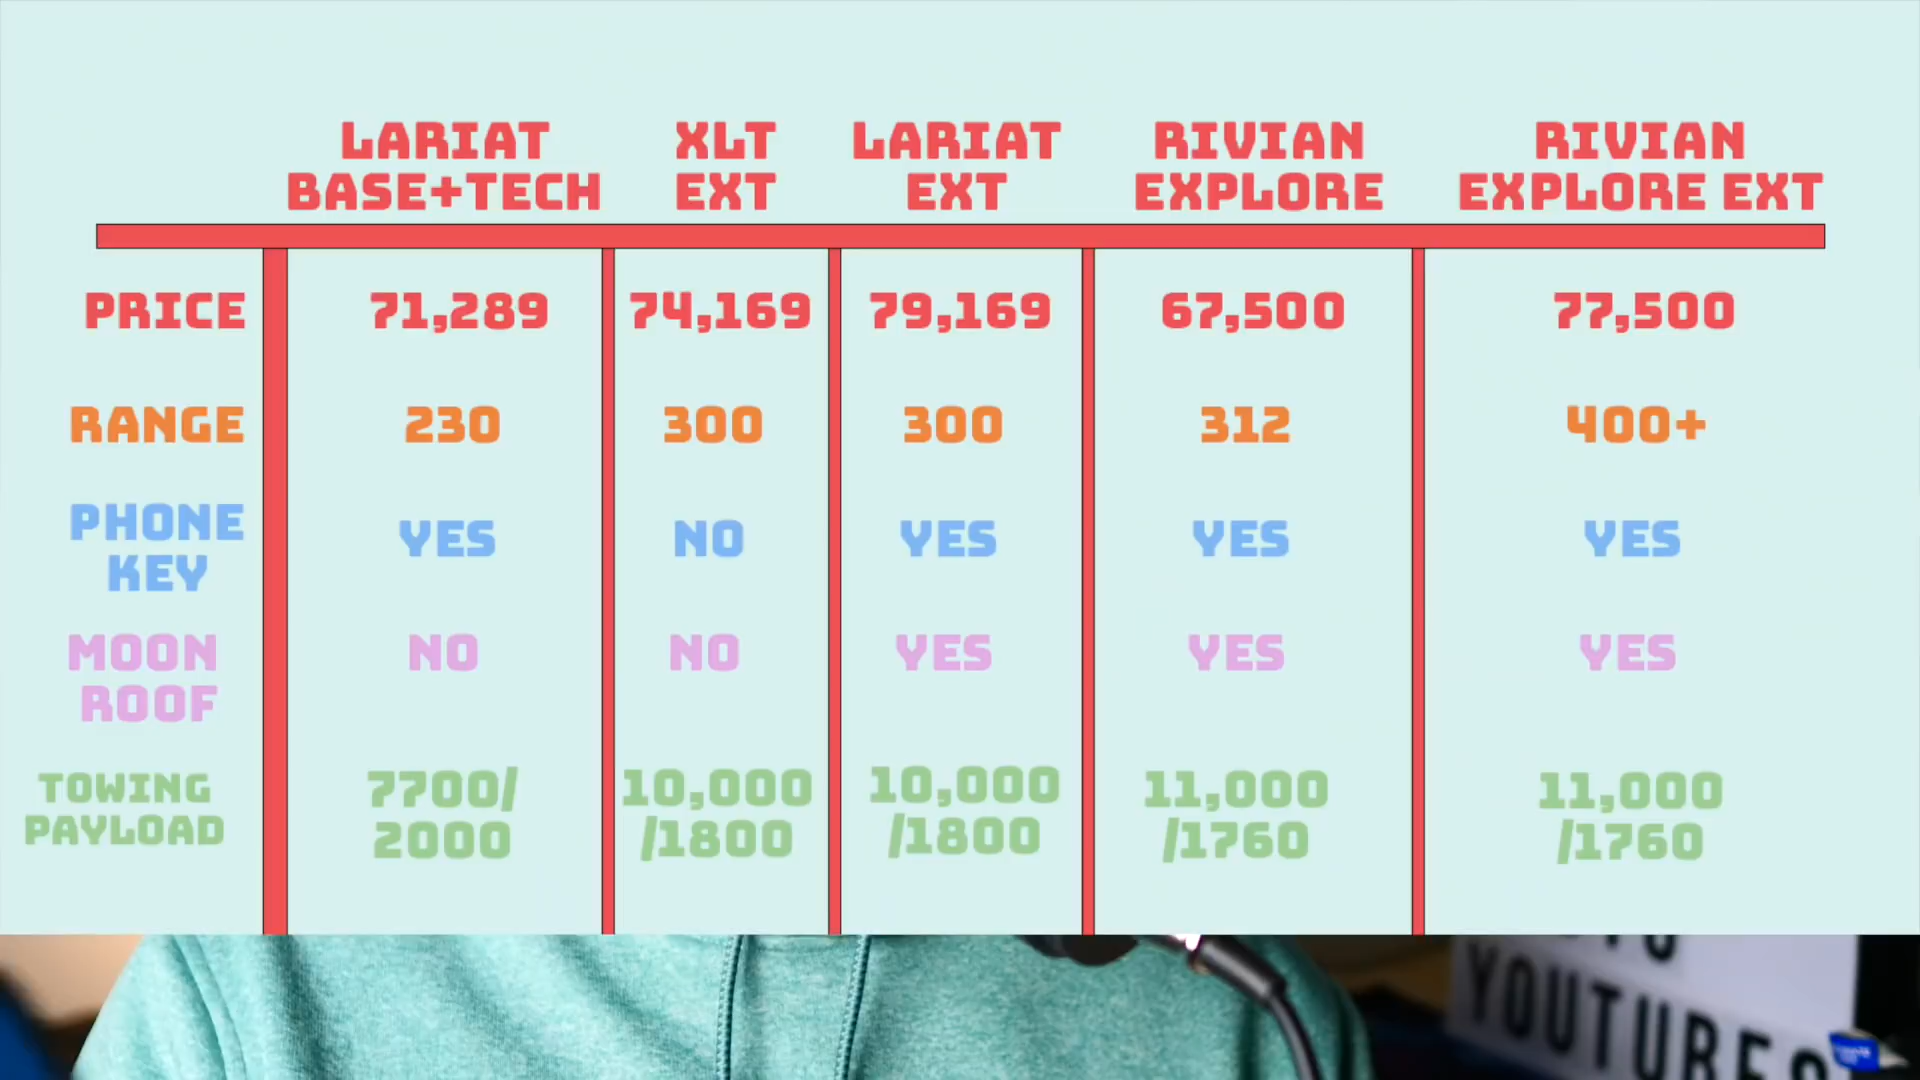 LARIAT BASE+TECH XLT EXT LARIAT EXT RIVIAN EXPLORE RIVIAN EXPLORE EXT
PRICE 71,289 74,169 79,169 67,500 77,500
RANGE 230 300 300 312 400+
PHONE KEY YES NO YES YES YES
MOON ROOF NO NO YES YES YES
TOWING PAYLOAD 7700/2000 10,000/1800 10,000/1800 11,000/1760 11,000/1760
YOUTUBE